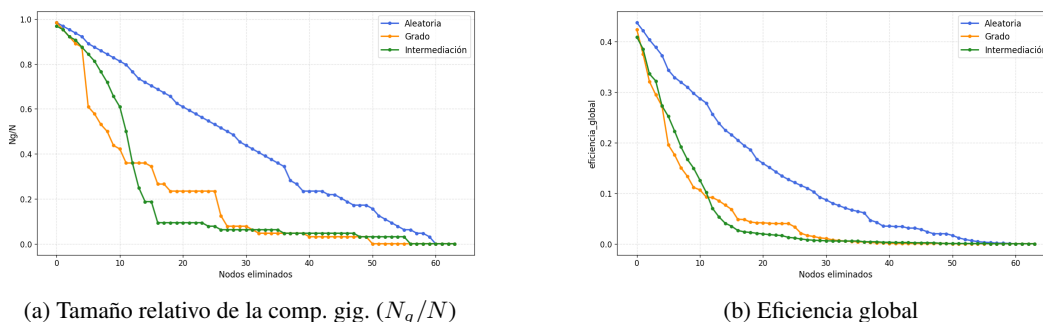 1.0
0.8
0.6
0.4
0.2
0.0
Ng/N
0
10
20
30
40
50
60
Nodos eliminados
Aleatoria
Grado
Intermediación
(a) Tamaño relativo de la comp. gig. (N_g/N)
0.4
0.3
0.2
0.1
0.0
eficiencia_global
0
10
20
30
40
50
60
Nodos eliminados
Aleatoria
Grado
Intermediación
(b) Eficiencia global